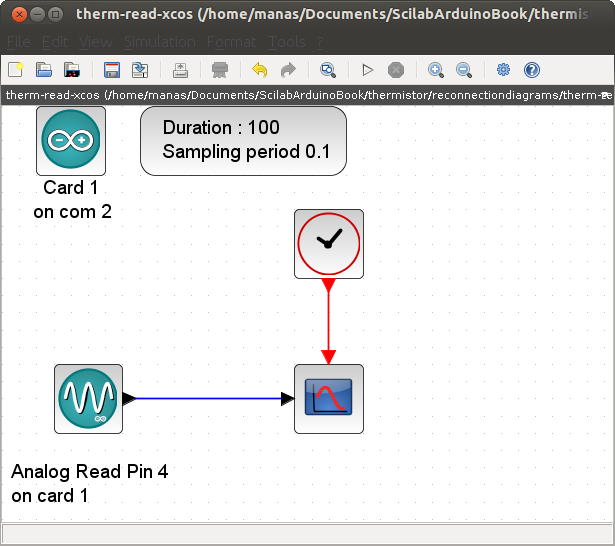 therm-read-xcos (/home/manas/Documents/ScilabArduinoBook/thermis
File Edit View Simulation Format Tools ?
therm-read-xcos (/home/manas/Documents/ScilabArduinoBook/thermistor/reconnectiondiagrams/therm-re
Duration : 100
Sampling period 0.1
Card 1
on com 2
Analog Read Pin 4
on card 1